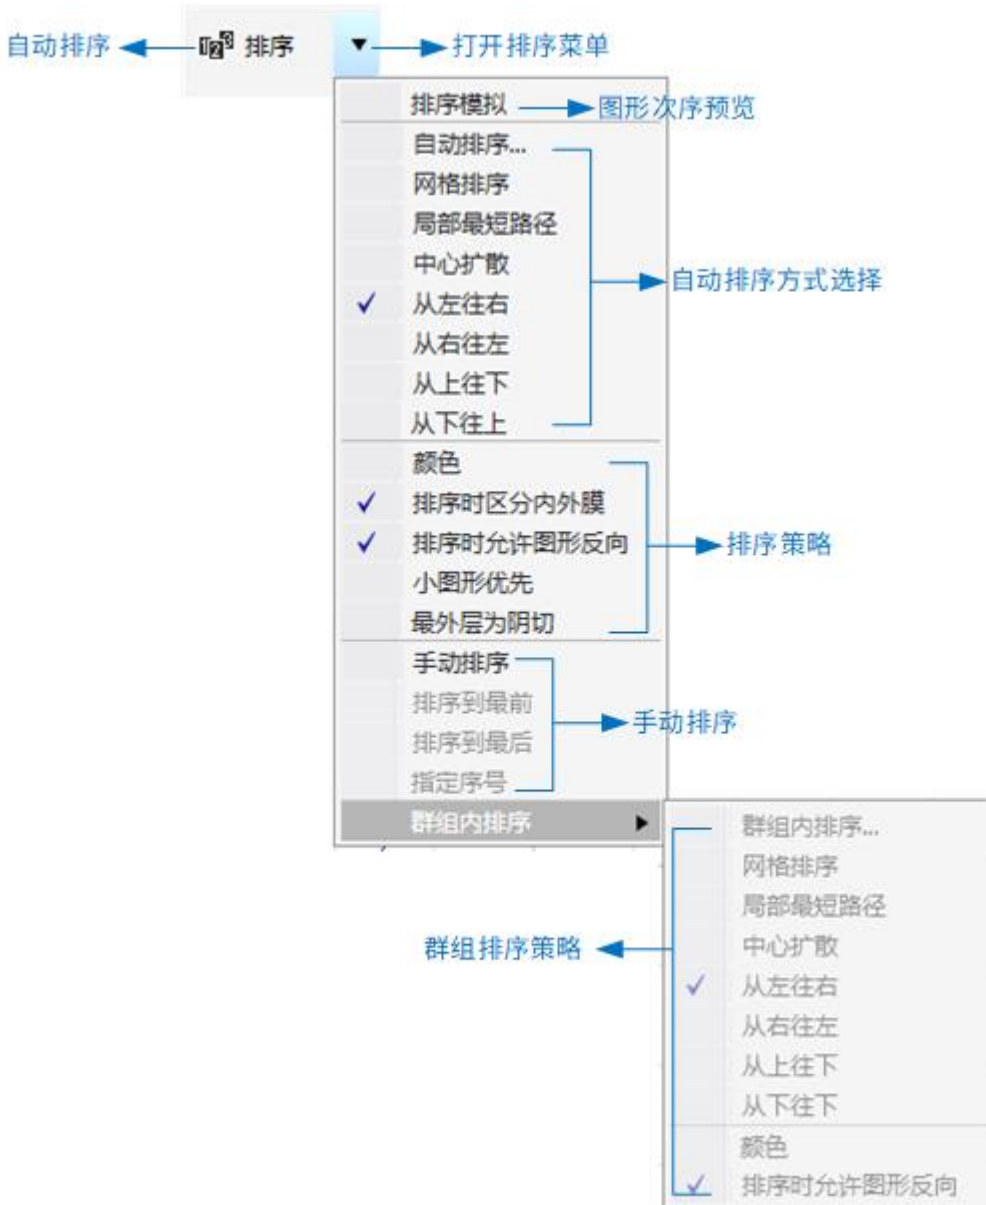 自动排序 排序 打开排序菜单
排序模拟 图形次序预览
自动排序...
网格排序
局部最短路径
中心扩散
自动排序方式选择
从左往右
从右往左
从上往下
从下往上
颜色
排序时区分内外膜
排序时允许图形反向
排序策略
小图形优先
最外层为阴切
手动排序
排序到最前
手动排序
排序到最后
指定序号
群组内排序
群组内排序...
网格排序
局部最短路径
群组排序策略
中心扩散
从左往右
从右往左
从上往下
从下往下
颜色
排序时允许图形反向